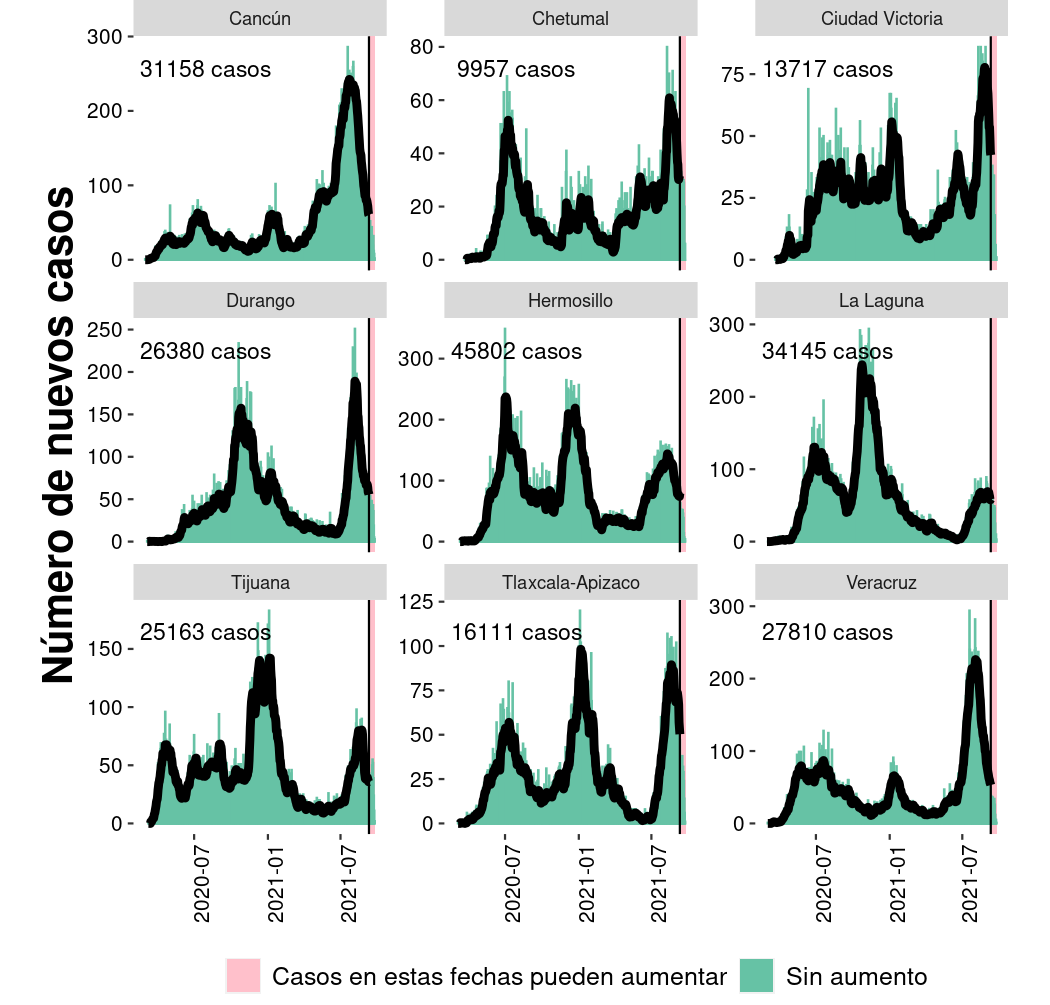 Cancún Chetumal Ciudad Victoria
300
200
100
0
31158 casos
80
60
40
20
0
9957 casos
75
50
25
0
13717 casos
Durango Hermosillo La Laguna
250
200
150
100
50
0
26380 casos
300
200
100
0
45802 casos
300
200
100
0
34145 casos
Tijuana Tlaxcala-Apizaco Veracruz
150
100
50
0
25163 casos
125
100
75
50
25
0
16111 casos
300
200
100
0
27810 casos
2020-07 2021-01 2021-07
2020-07 2021-01 2021-07
2020-07 2021-01 2021-07
Número de nuevos casos
Casos en estas fechas pueden aumentar Sin aumento